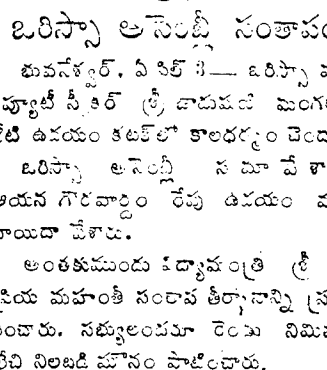 ఒరిస్సా అసెంబ్లీ సంతాపం
భువనేశ్వర్, ఏప్రిల్ 3— ఒరిస్సా
ప్యూటీ స్పీకర్ శ్రీ జాదుమణి మంగ
ఉదయం కటక్‌లో కాలధర్మం చెంద
ఒరిస్సా అసెంబ్లీ సమావేశా
ఆయన గౌరవార్థం రేపు ఉదయం
వాయిదా వేశారు.
అంతకుముందు విద్యామంత్రి శ్రీ
ప్రియ మహంతీ సంతాప తీర్మానాన్ని ప్ర
ంచారు. సభ్యులందరూ రెండు నిమి
లేచి నిలబడి మౌనం పాటించారు.